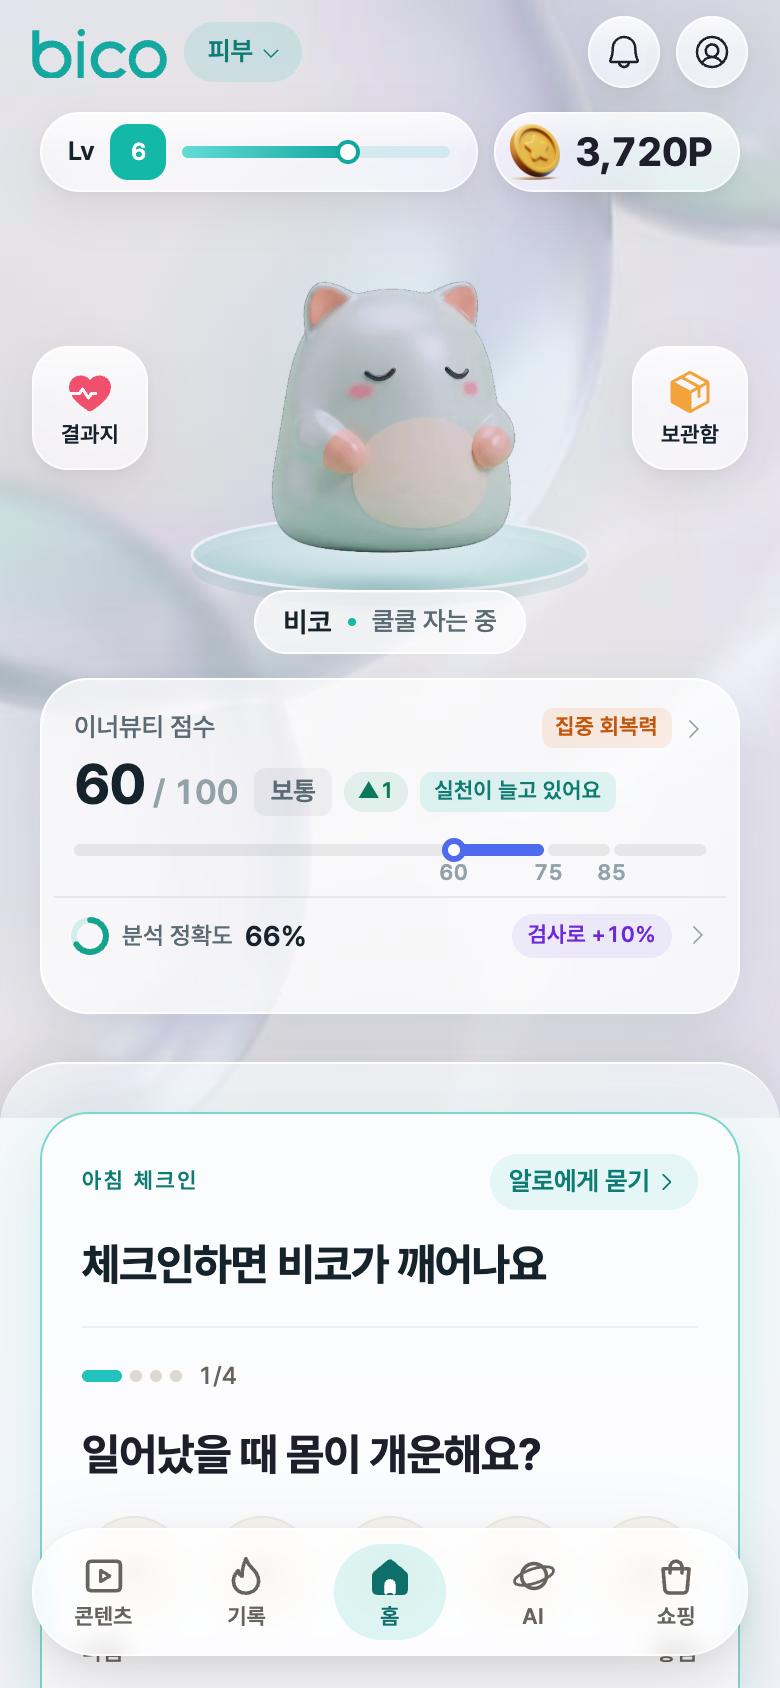 bico 피부
Lv 6 3,720P
결과지
보관함
비코 • 쿨쿨 자는 중
이너뷰티 점수 집중 회복력
60 / 100 보통 ▲1 실천이 늘고 있어요
60 75 85
분석 정확도 66% 검사로 +10%
아침 체크인 알로에게 묻기
체크인하면 비코가 깨어나요
1/4
일어났을 때 몸이 개운해요?
콘텐츠 기록 홈 AI 쇼핑